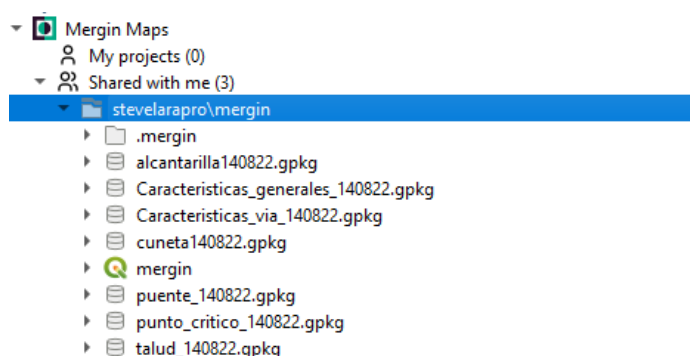 Mergin Maps
My projects (0)
Shared with me (3)
stevelarapro\mergin
.mergin
alcantarilla140822.gpkg
Caracteristicas_generales_140822.gpkg
Caracteristicas_via_140822.gpkg
cuneta140822.gpkg
mergin
puente_140822.gpkg
punto_critico_140822.gpkg
talud_140822.gpkg